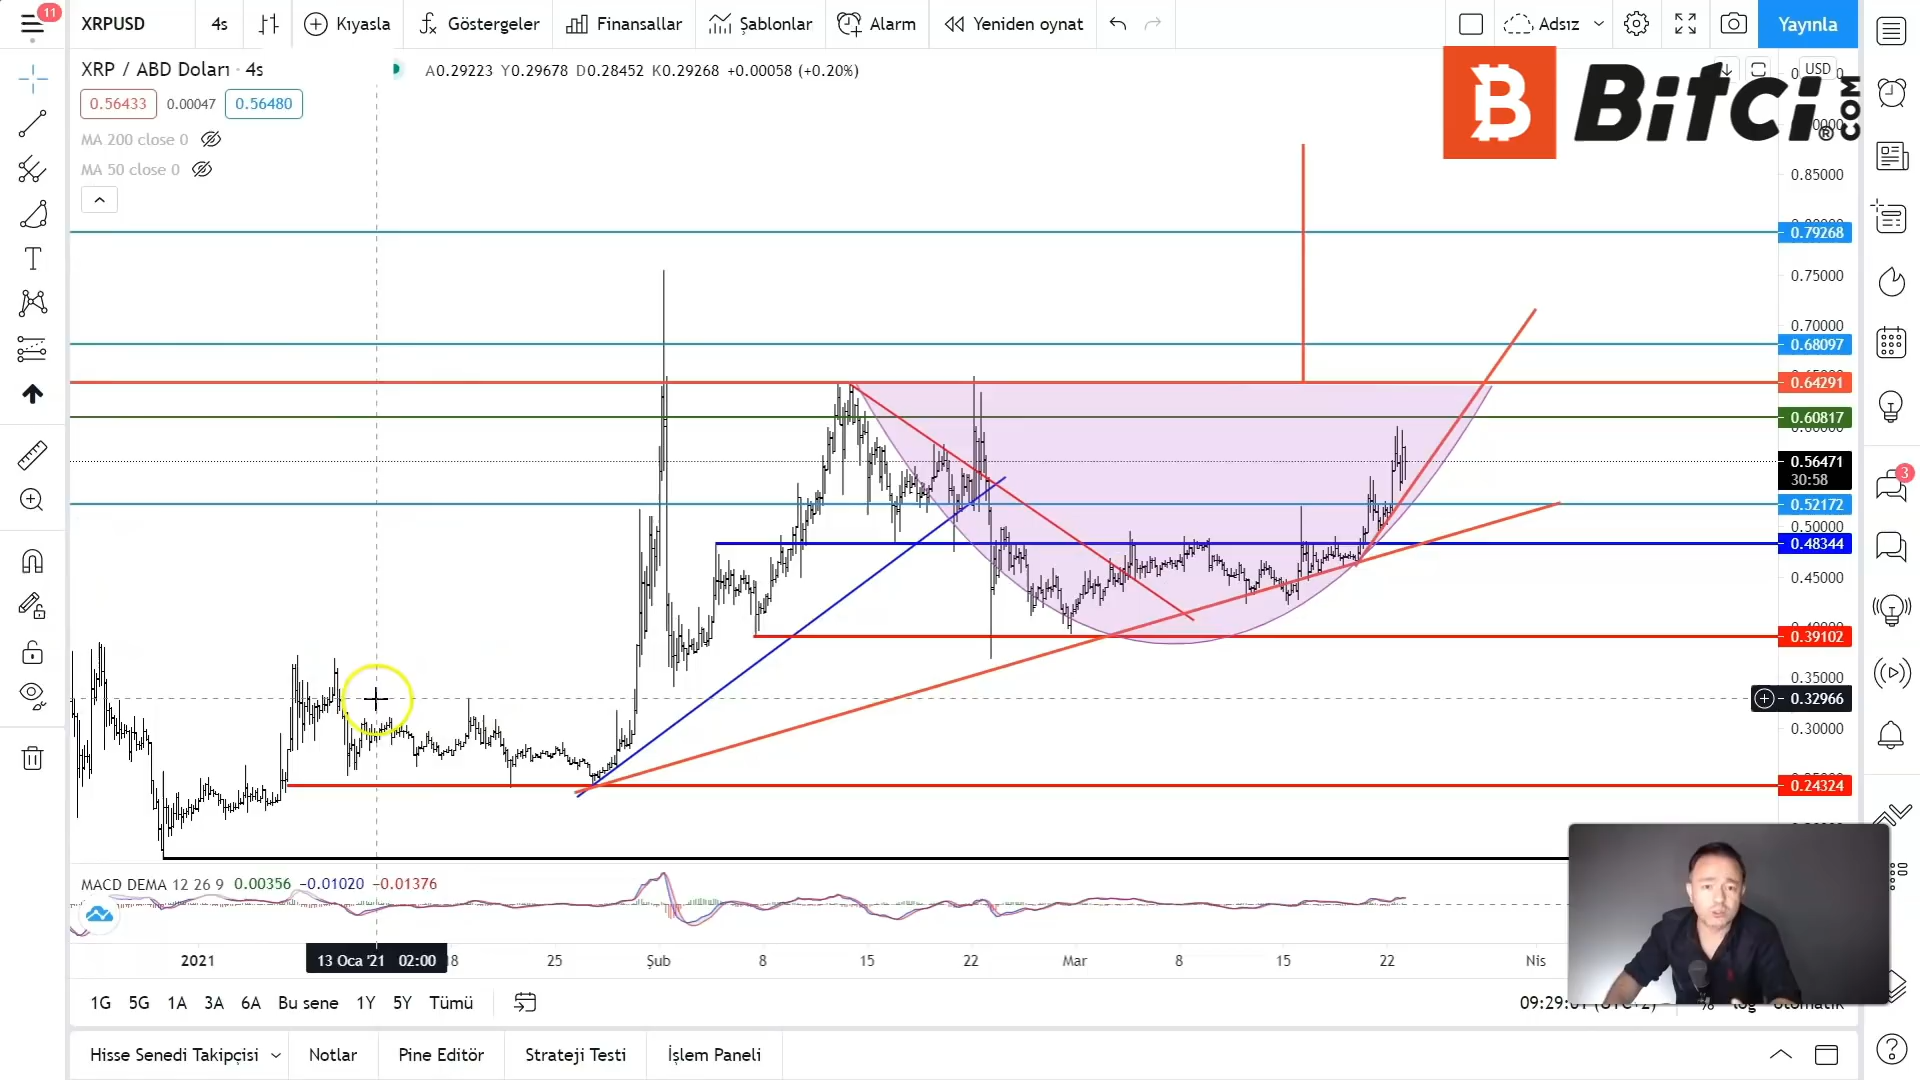 11
XRPUSD
4s
Kıyasla
Göstergeler
Finansallar
Şablonlar
Alarm
Yeniden oynat
Adsız
Yayınla
XRP / ABD Doları · 4s
A0.29223 Y0.29678 D0.28452 K0.29268 +0.00058 (+0.20%)
0.56433
0.00047
0.56480
MA 200 close 0
MA 50 close 0
USD
B Bitci® .COM
0.85000
0.79268
0.75000
0.70000
0.68097
0.64291
0.60817
0.56471
30:58
0.52172
0.50000
0.48344
0.45000
0.39102
0.35000
0.32966
0.30000
0.24324
3
MACD DEMA 12 26 9 0.00356 −0.01020 −0.01376
2021
13 Oca '21 02:00
25
Şub
8
15
22
Mar
8
15
22
Nis
1G
5G
1A
3A
6A
Bu sene
1Y
5Y
Tümü
%
log
Otomatik
Hisse Senedi Takipçisi
Notlar
Pine Editör
Strateji Testi
İşlem Paneli